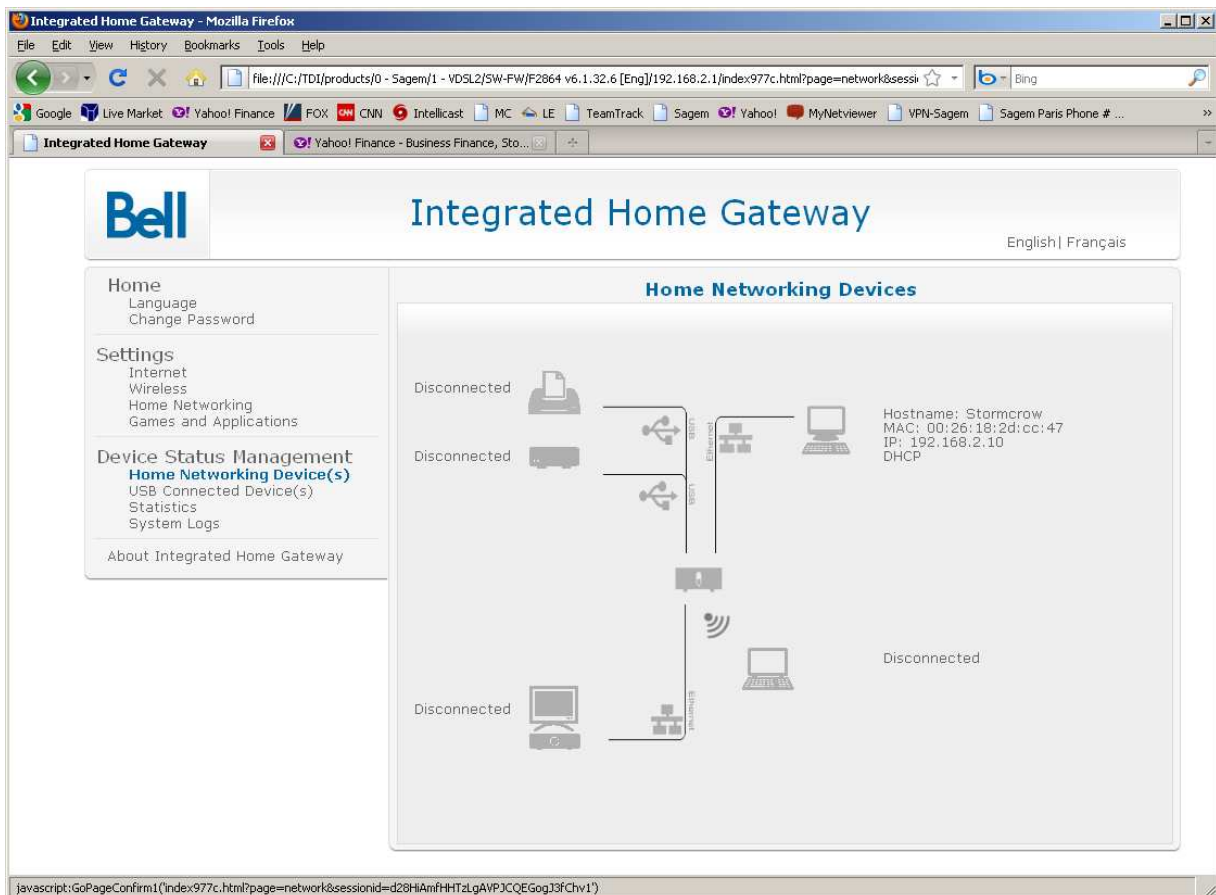 Integrated Home Gateway - Mozilla Firefox
File Edit View History Bookmarks Tools Help
file:///C:/TDI/products/0 - Sagem/1 - VDSL2/SW-FW/F2864 v6.1.32.6 [Eng]/192.168.2.1/index977c.html?page=network&sessi
Bing
Google Live Market Yahoo! Finance FOX CNN Intellicast MC LE TeamTrack Sagem Yahoo! MyNetviewer VPN-Sagem Sagem Paris Phone # ...
Integrated Home Gateway
Yahoo! Finance - Business Finance, Sto...
Bell
Integrated Home Gateway
English| Français
Home
Language
Change Password
Settings
Internet
Wireless
Home Networking
Games and Applications
Device Status Management
Home Networking Device(s)
USB Connected Device(s)
Statistics
System Logs
About Integrated Home Gateway
Home Networking Devices
Disconnected
USB
Ethernet
Hostname: Stormcrow
MAC: 00:26:18:2d:cc:47
IP: 192.168.2.10
DHCP
Disconnected
USB
Disconnected
Disconnected
Ethernet
javascript:GoPageConfirm1('index977c.html?page=network&sessionid=d28HiAmfHHTzLgAVPJCQEGogJ3fChv1')